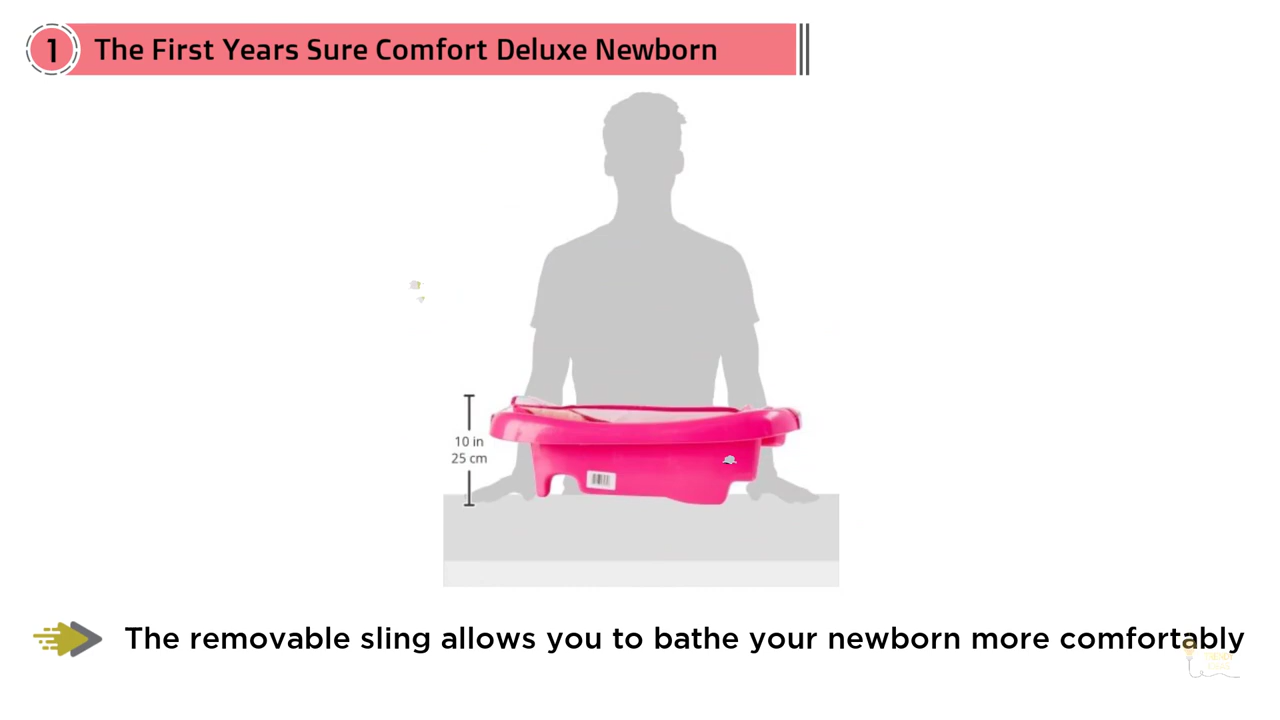 1 The First Years Sure Comfort Deluxe Newborn
10 in
25 cm
The removable sling allows you to bathe your newborn more comfortably